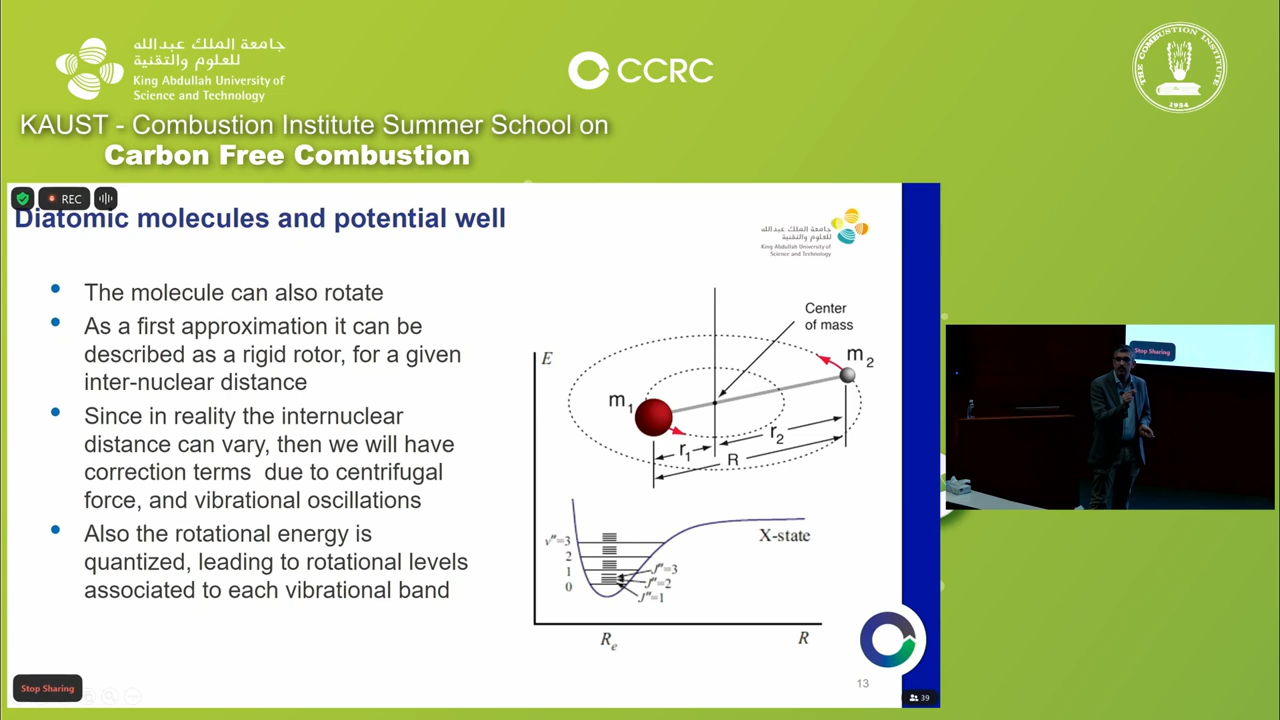 جامعة الملك عبدالله
للعلوم والتقنية
King Abdullah University of
Science and Technology
CCRC
THE COMBUSTION INSTITUTE
1954
KAUST - Combustion Institute Summer School on
Carbon Free Combustion
REC
Diatomic molecules and potential well
جامعة الملك عبدالله
للعلوم والتقنية
King Abdullah University of
Science and Technology
• The molecule can also rotate
• As a first approximation it can be
described as a rigid rotor, for a given
inter-nuclear distance
• Since in reality the internuclear
distance can vary, then we will have
correction terms due to centrifugal
force, and vibrational oscillations
• Also the rotational energy is
quantized, leading to rotational levels
associated to each vibrational band
Center
of mass
E
m2
m1
r1
r2
R
X-state
v"=3
2
1
0
J"=3
J"=2
J"=1
Re
R
13
Stop Sharing
39
Stop Sharing